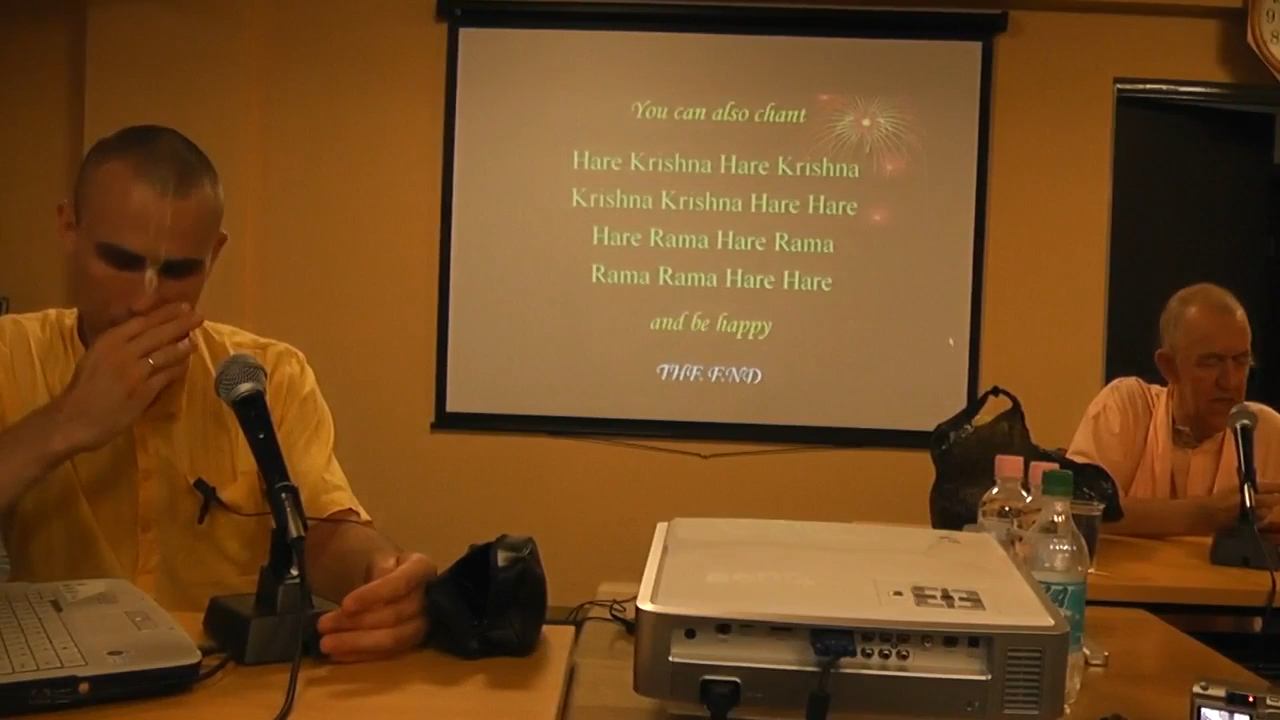 You can also chant
Hare Krishna Hare Krishna
Krishna Krishna Hare Hare
Hare Rama Hare Rama
Rama Rama Hare Hare
and be happy
THE END